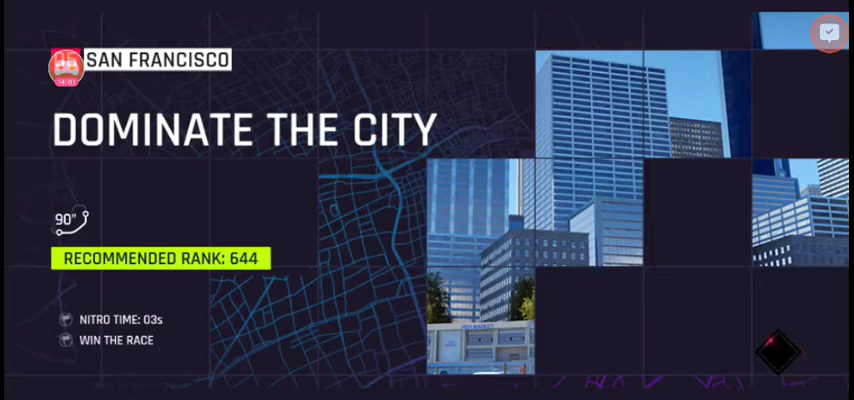 SAN FRANCISCO
14:01
DOMINATE THE CITY
90"
RECOMMENDED RANK: 644
NITRO TIME: 03s
WIN THE RACE